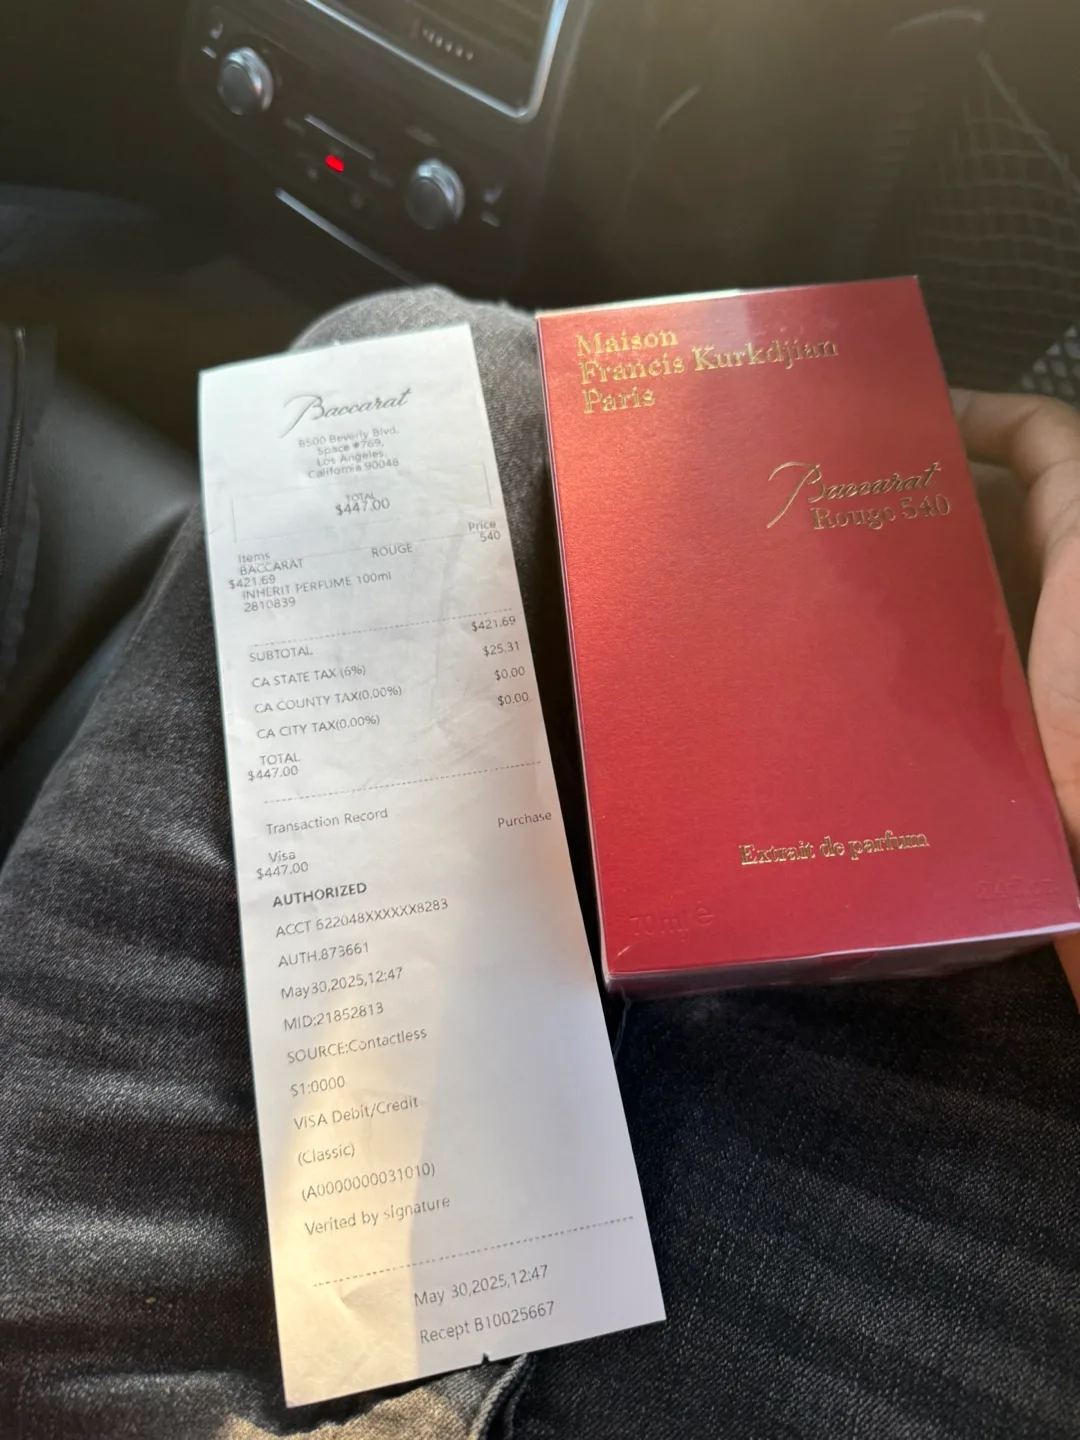 Baccarat
8500 Beverly Blvd.
Space #769,
Los Angeles,
California 90048
TOTAL
$447.00
Items Price
BACCARAT ROUGE 540
$421.69
INHERIT PERFUME 100ml
2810839
SUBTOTAL $421.69
CA STATE TAX (6%) $25.31
CA COUNTY TAX(0.00%) $0.00
CA CITY TAX(0.00%) $0.00
TOTAL
$447.00
Transaction Record Purchase
Visa
$447.00
AUTHORIZED
ACCT 622048XXXXXX8283
AUTH.873661
May30,2025,12:47
MID:21852813
SOURCE:Contactless
S1:0000
VISA Debit/Credit
(Classic)
(A0000000031010)
Verited by signature
May 30,2025,12:47
Recept B10025667
Maison
Francis Kurkdjian
Paris
Baccarat
Rouge 540
Extrait de parfum
70ml e